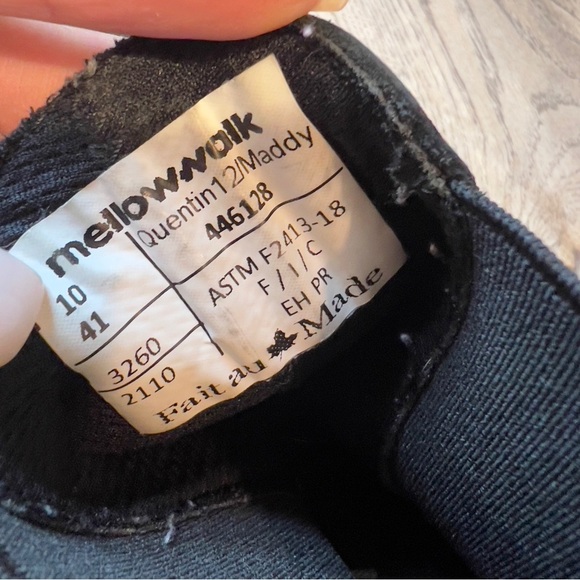 mellowwalk
Quentin12/Maddy
446128
10
41
ASTM F2413-18
F / I / C
EH PR
3260
2110
Fait au Made